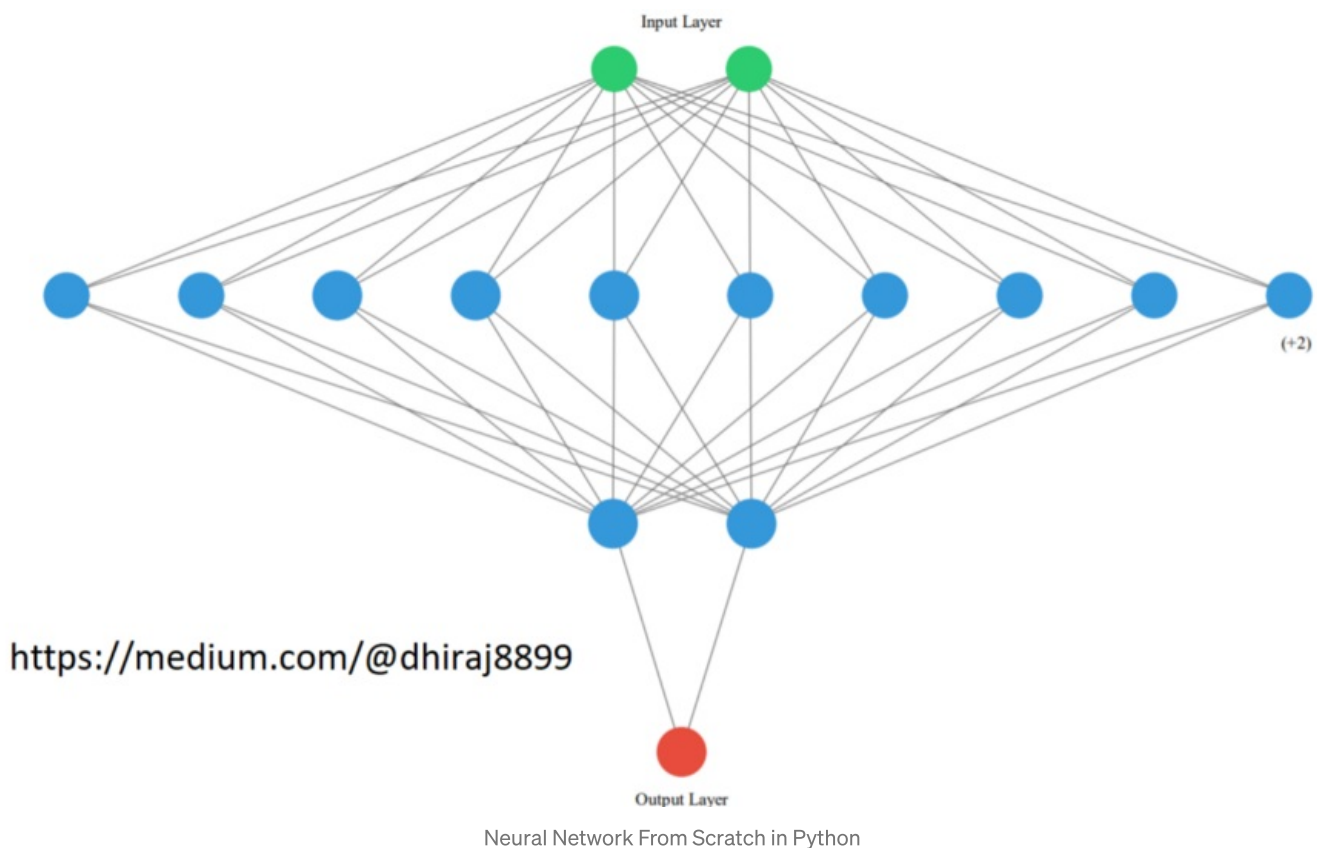 Input Layer
(+2)
https://medium.com/@dhiraj8899
Output Layer
Neural Network From Scratch in Python